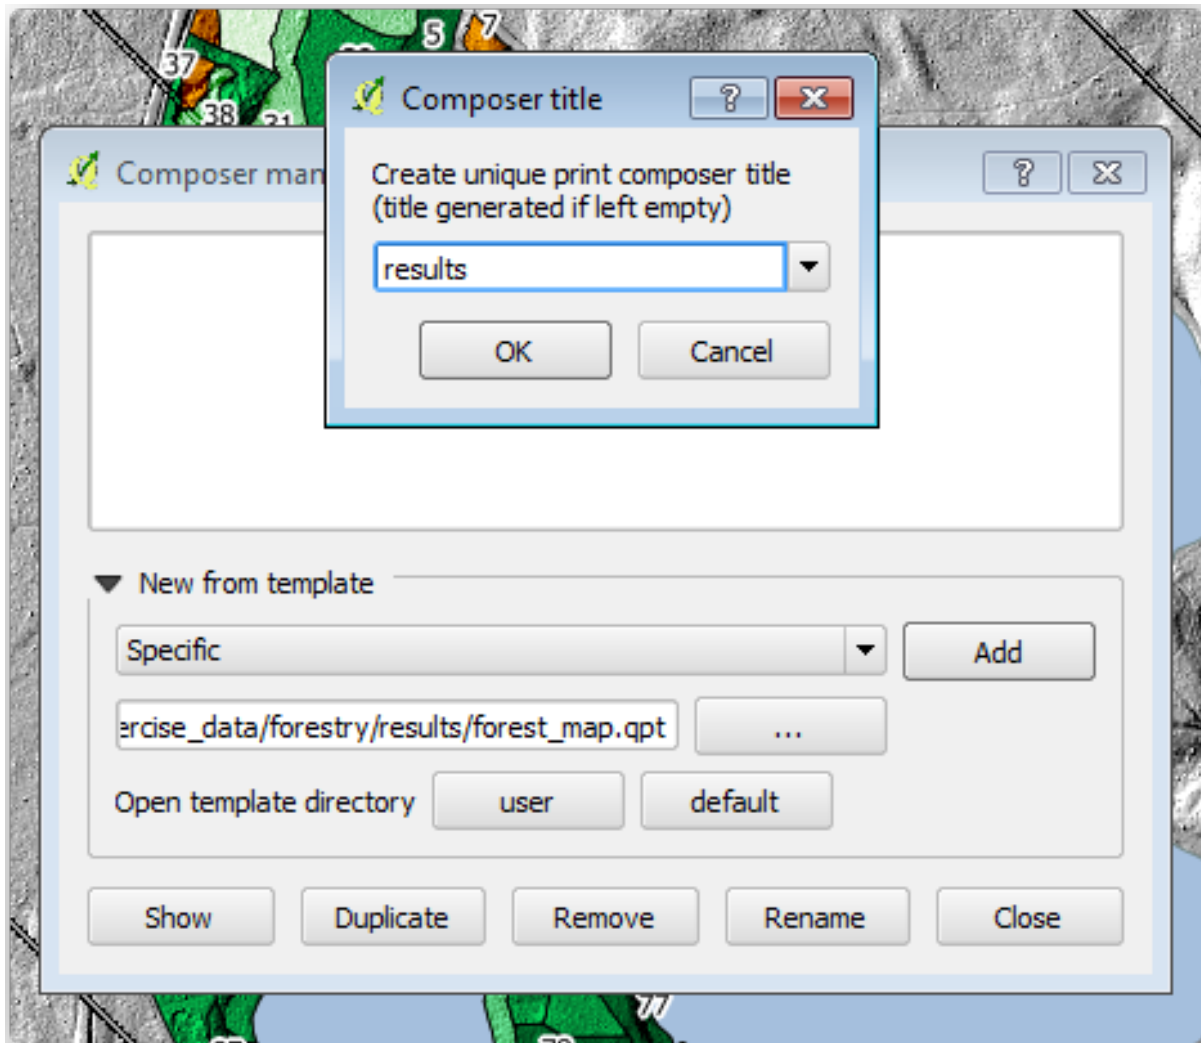 5
7
37
38
21
Composer title
Composer man
Create unique print composer title
(title generated if left empty)
results
OK
Cancel
New from template
Specific
Add
ercise_data/forestry/results/forest_map.qpt
...
Open template directory
user
default
Show
Duplicate
Remove
Rename
Close